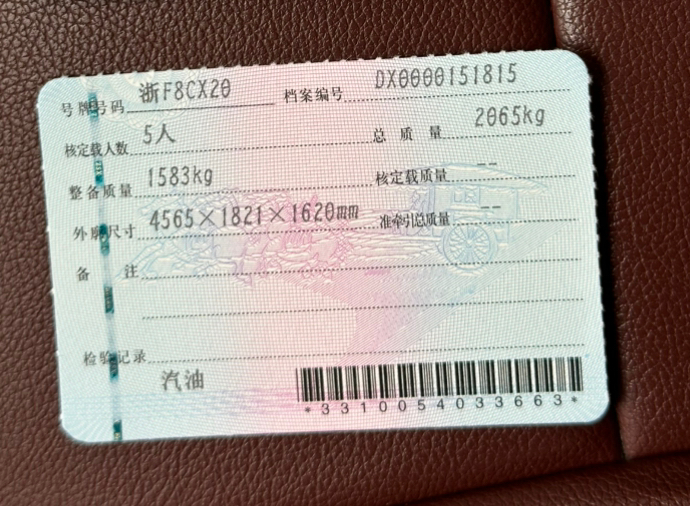 号牌号码 浙F8CX20 档案编号 DX0000151815
核定载人数 5人 总质量 2065kg
整备质量 1583kg 核定载质量 --
外廓尺寸 4565×1821×1620mm 准牵引总质量 --
备注
检验记录
汽油
*3310054033663*